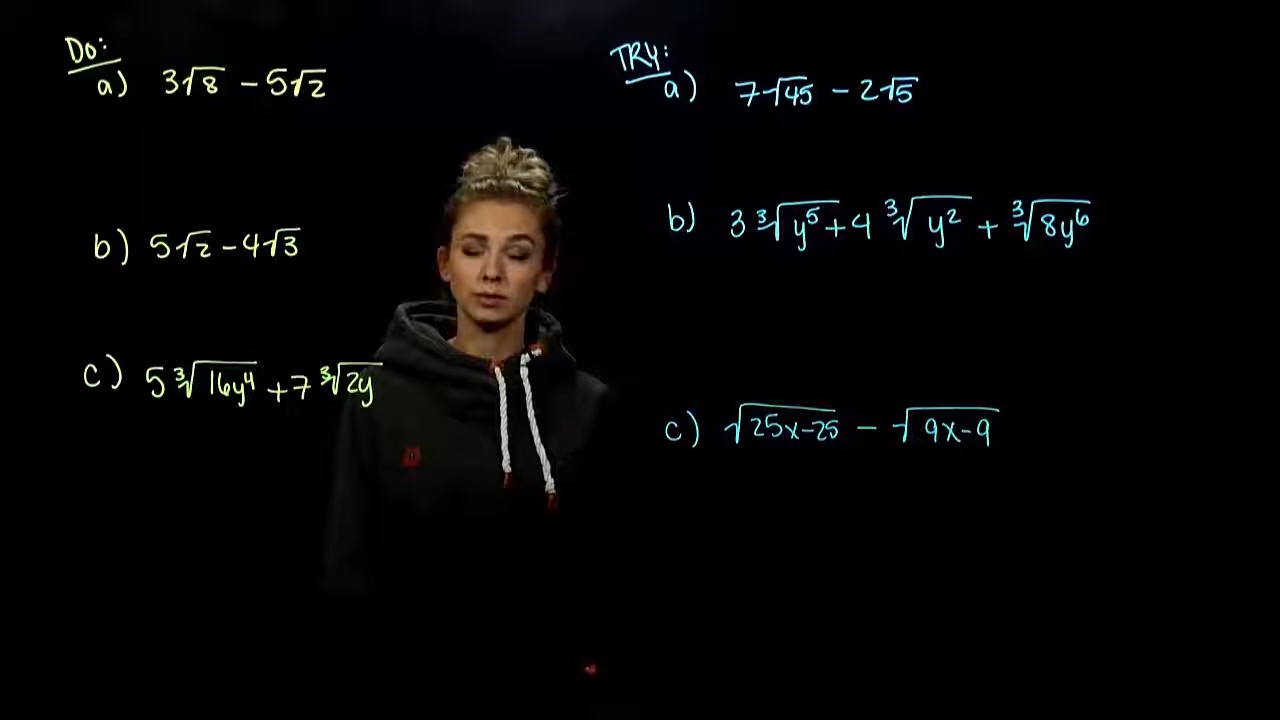 Do:
a) 3√8 − 5√2
b) 5√2 − 4√3
c) 5∛(16y⁴) + 7∛(2y)
TRY:
a) 7√45 − 2√5
b) 3∛(y⁵) + 4∛(y²) + ∛(8y⁶)
c) √(25x−25) − √(9x−9)